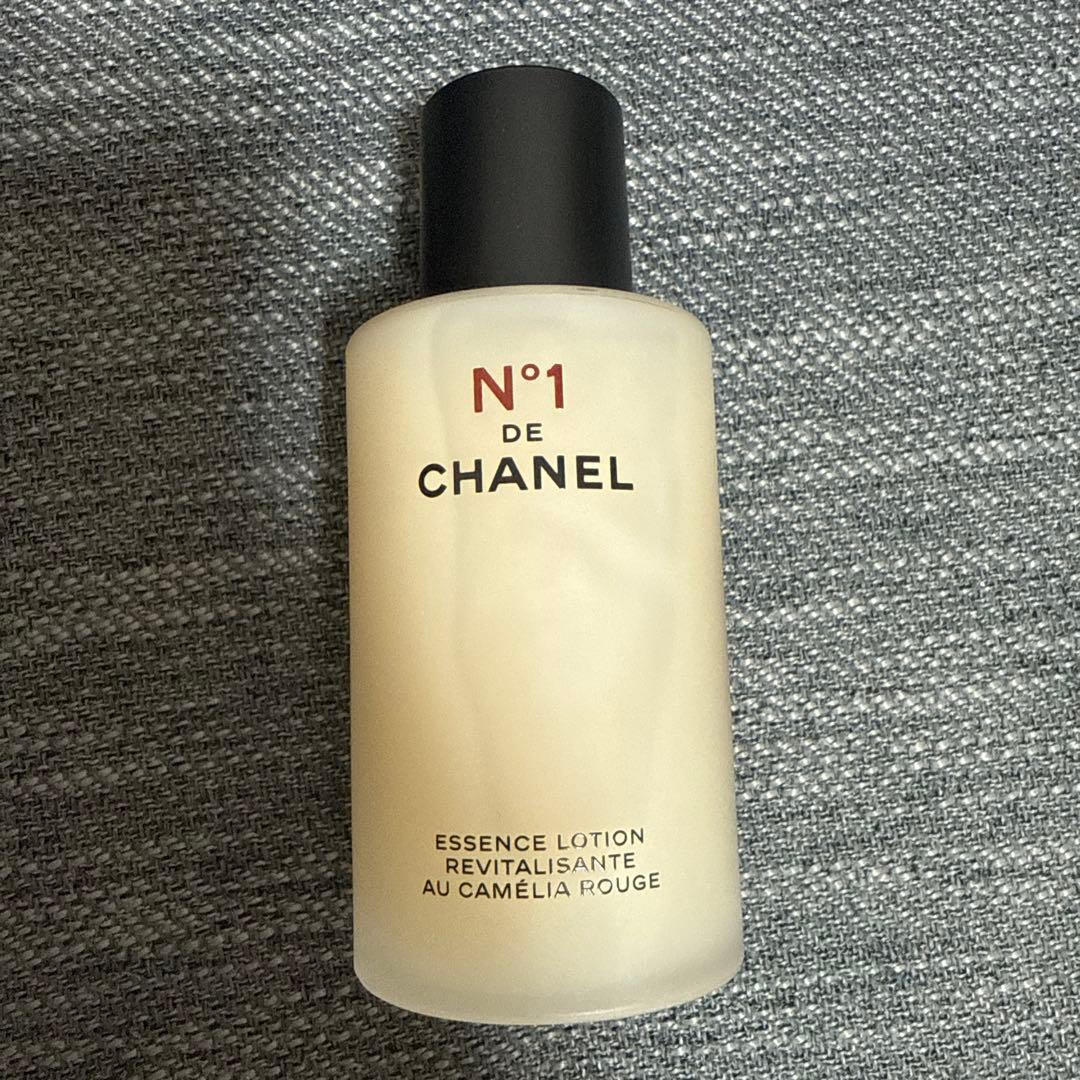 N°1
DE
CHANEL
ESSENCE LOTION
REVITALISANTE
AU CAMÉLIA ROUGE